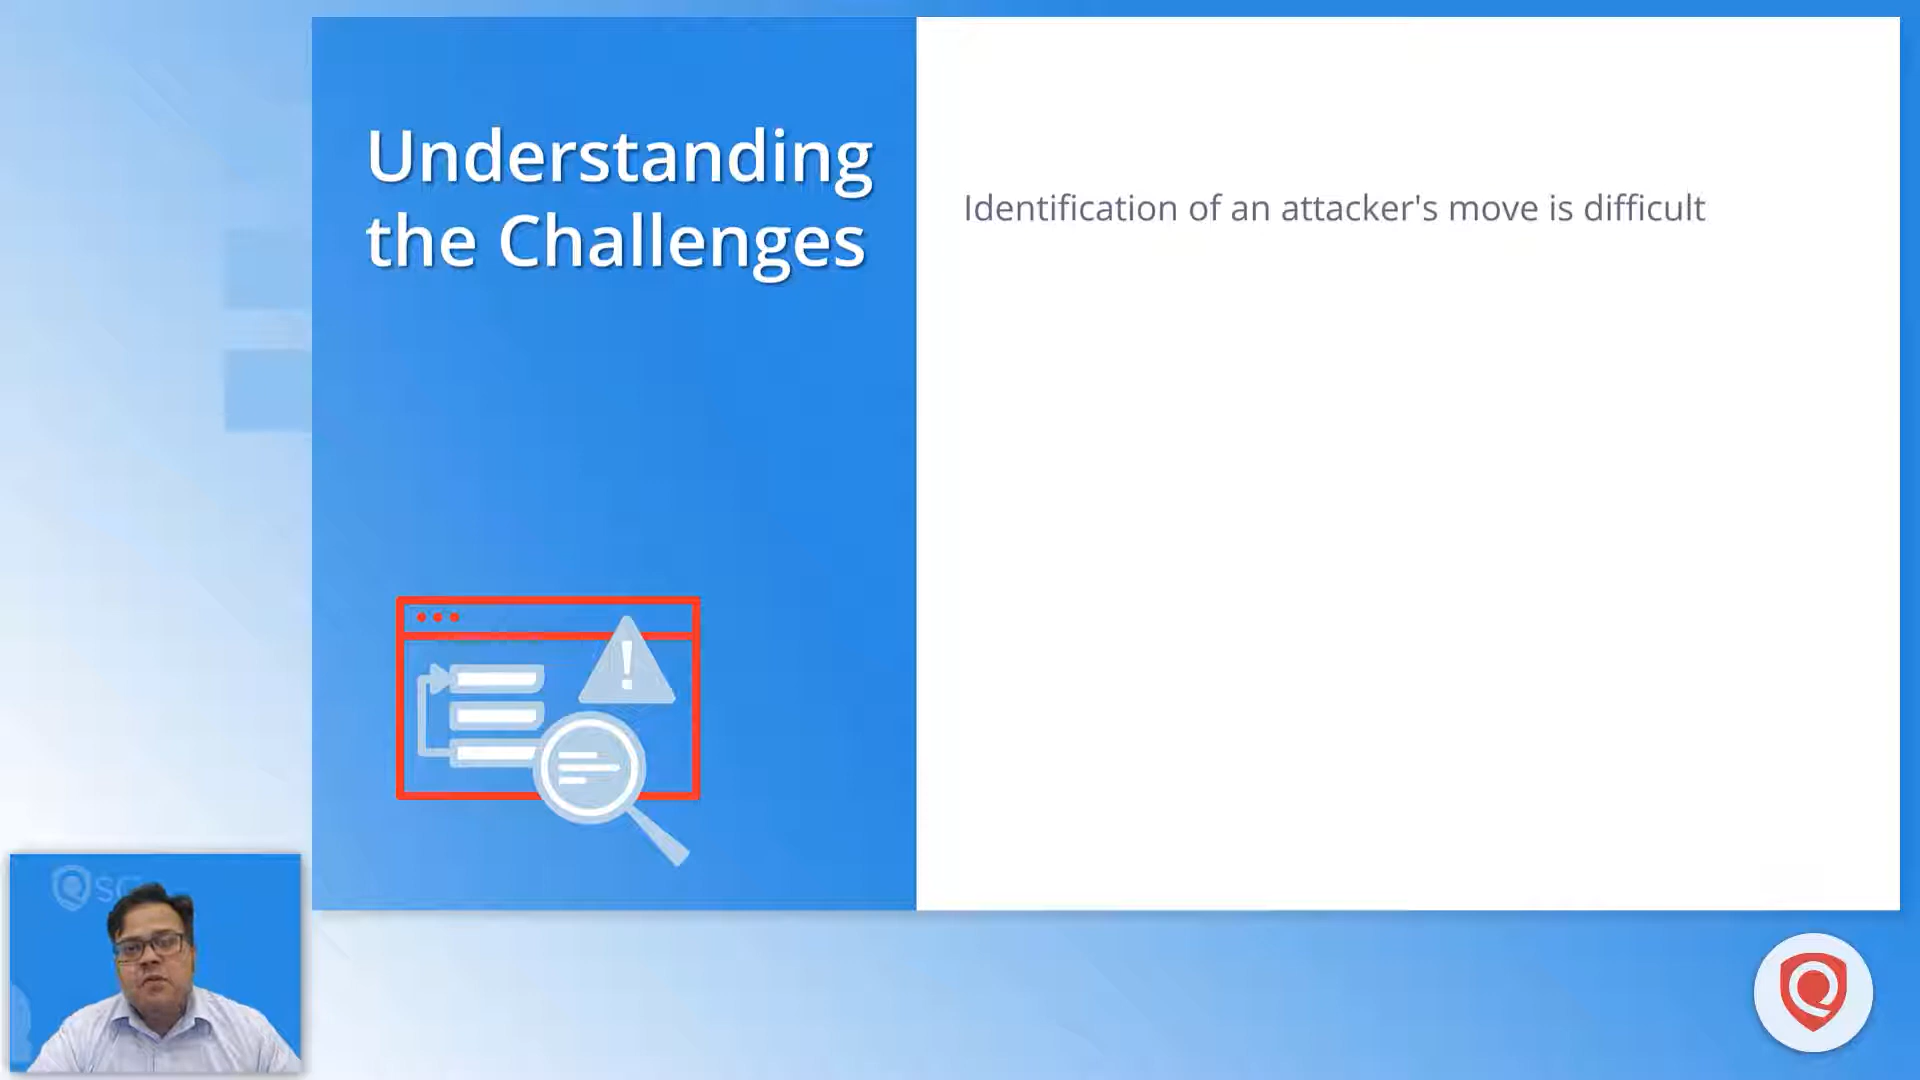 Understanding
the Challenges
Identification of an attacker's move is difficult